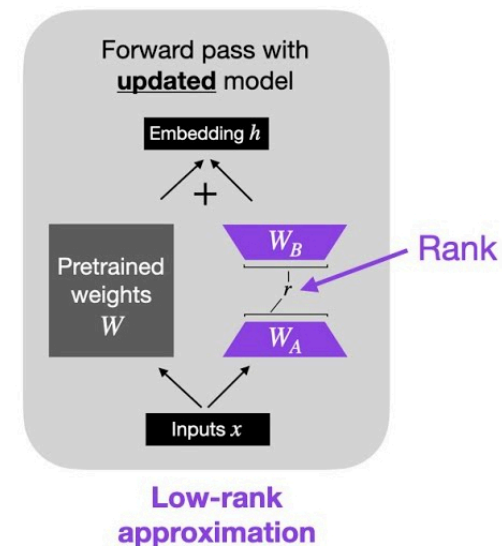 Forward pass with
updated model
Embedding h
+
Pretrained
weights
W
W_B
r
Rank
W_A
Inputs x
Low-rank
approximation